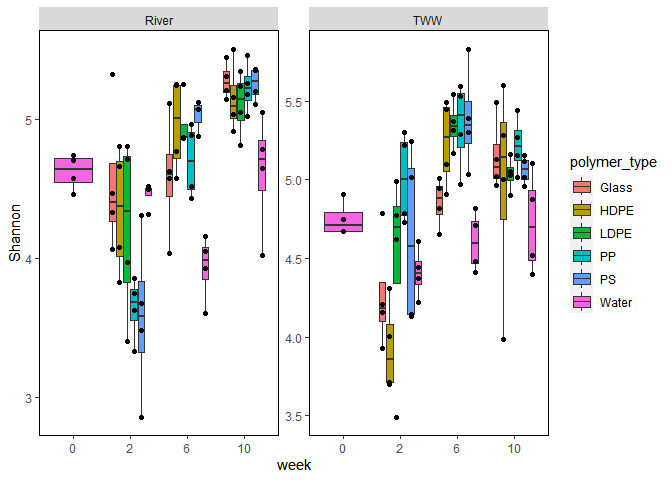 River
TWW
Shannon
5
4
3
5.5
5.0
4.5
4.0
3.5
0
2
6
10
0
2
6
10
week
polymer_type
Glass
HDPE
LDPE
PP
PS
Water